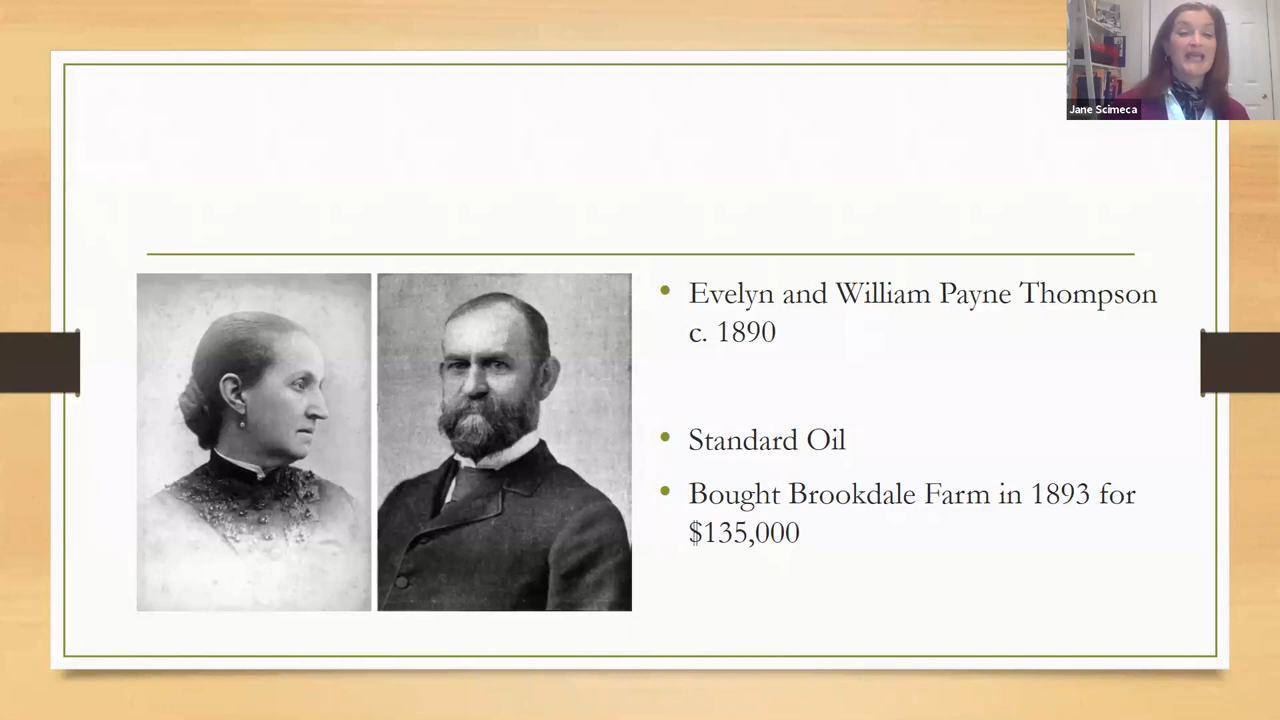 Jane Scimeca
Evelyn and William Payne Thompson
c. 1890
Standard Oil
Bought Brookdale Farm in 1893 for
$135,000